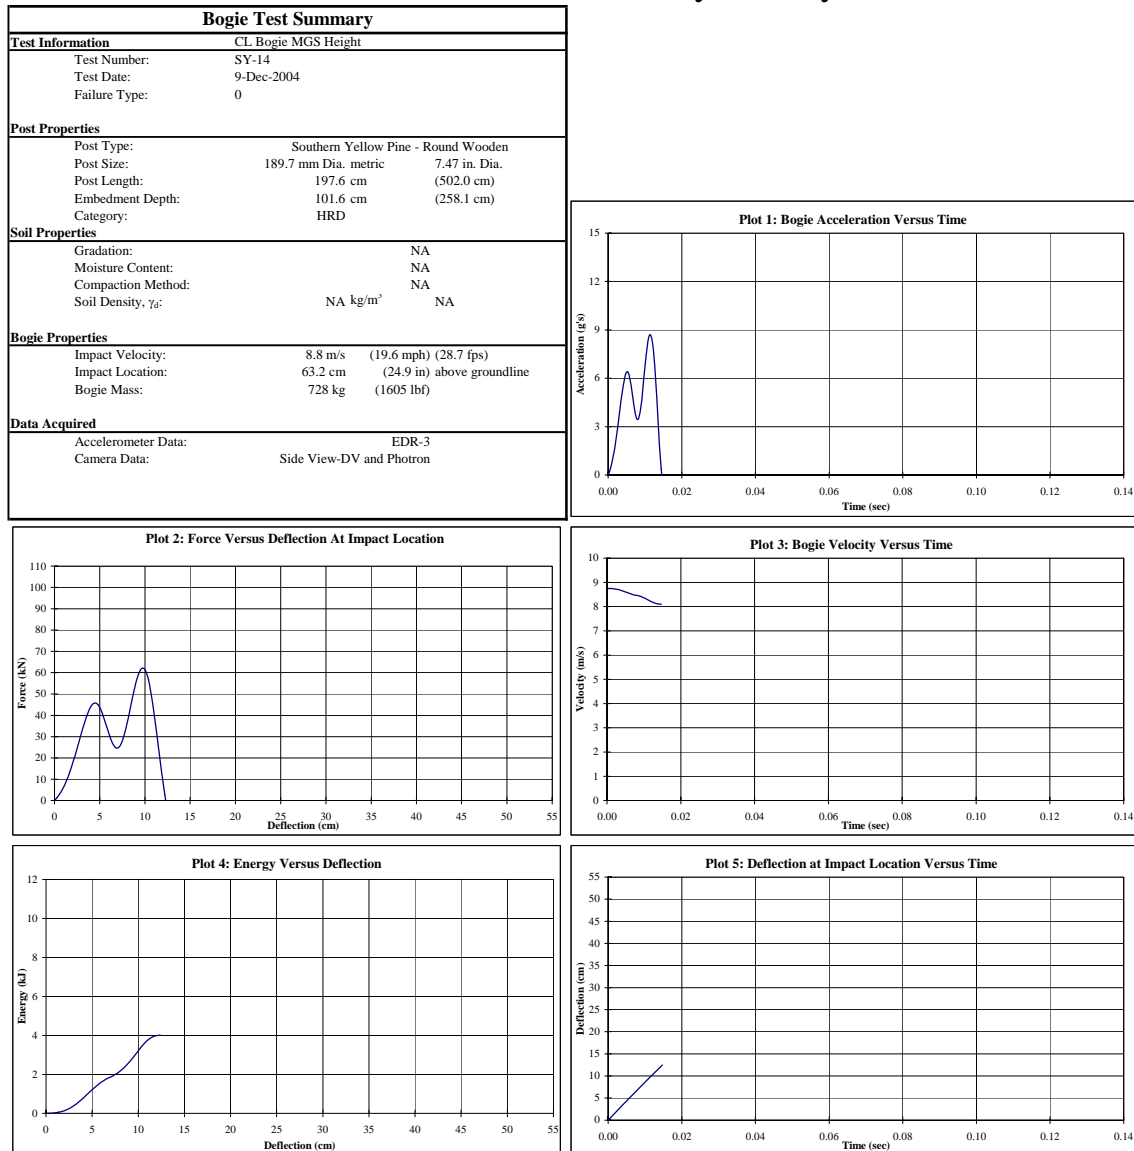 Bogie Test Summary
Test Information CL Bogie MGS Height
Test Number: SY-14
Test Date: 9-Dec-2004
Failure Type: 0
Post Properties
Post Type: Southern Yellow Pine - Round Wooden
Post Size: 189.7 mm Dia. metric 7.47 in. Dia.
Post Length: 197.6 cm (502.0 cm)
Embedment Depth: 101.6 cm (258.1 cm)
Category: HRD
Soil Properties
Gradation: NA
Moisture Content: NA
Compaction Method: NA
Soil Density, γd: NA kg/m³ NA
Bogie Properties
Impact Velocity: 8.8 m/s (19.6 mph) (28.7 fps)
Impact Location: 63.2 cm (24.9 in) above groundline
Bogie Mass: 728 kg (1605 lbf)
Data Acquired
Accelerometer Data: EDR-3
Camera Data: Side View-DV and Photron
Plot 1: Bogie Acceleration Versus Time
Acceleration (g's)
15
12
9
6
3
0
0.00 0.02 0.04 0.06 0.08 0.10 0.12 0.14
Time (sec)
Plot 2: Force Versus Deflection At Impact Location
Force (kN)
110
100
90
80
70
60
50
40
30
20
10
0
0 5 10 15 20 25 30 35 40 45 50 55
Deflection (cm)
Plot 3: Bogie Velocity Versus Time
Velocity (m/s)
10
9
8
7
6
5
4
3
2
1
0
0.00 0.02 0.04 0.06 0.08 0.10 0.12 0.14
Time (sec)
Plot 4: Energy Versus Deflection
Energy (kJ)
12
10
8
6
4
2
0
0 5 10 15 20 25 30 35 40 45 50 55
Deflection (cm)
Plot 5: Deflection at Impact Location Versus Time
Deflection (cm)
55
50
45
40
35
30
25
20
15
10
5
0
0.00 0.02 0.04 0.06 0.08 0.10 0.12 0.14
Time (sec)